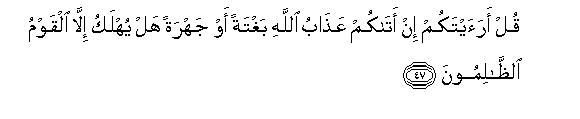 قُلْ أَرَءَيْتَكُمْ إِنْ أَتَىٰكُمْ عَذَابُ ٱللَّهِ بَغْتَةً أَوْ جَهْرَةً هَلْ يُهْلَكُ إِلَّا ٱلْقَوْمُ
ٱلظَّـٰلِمُونَ ٤٧